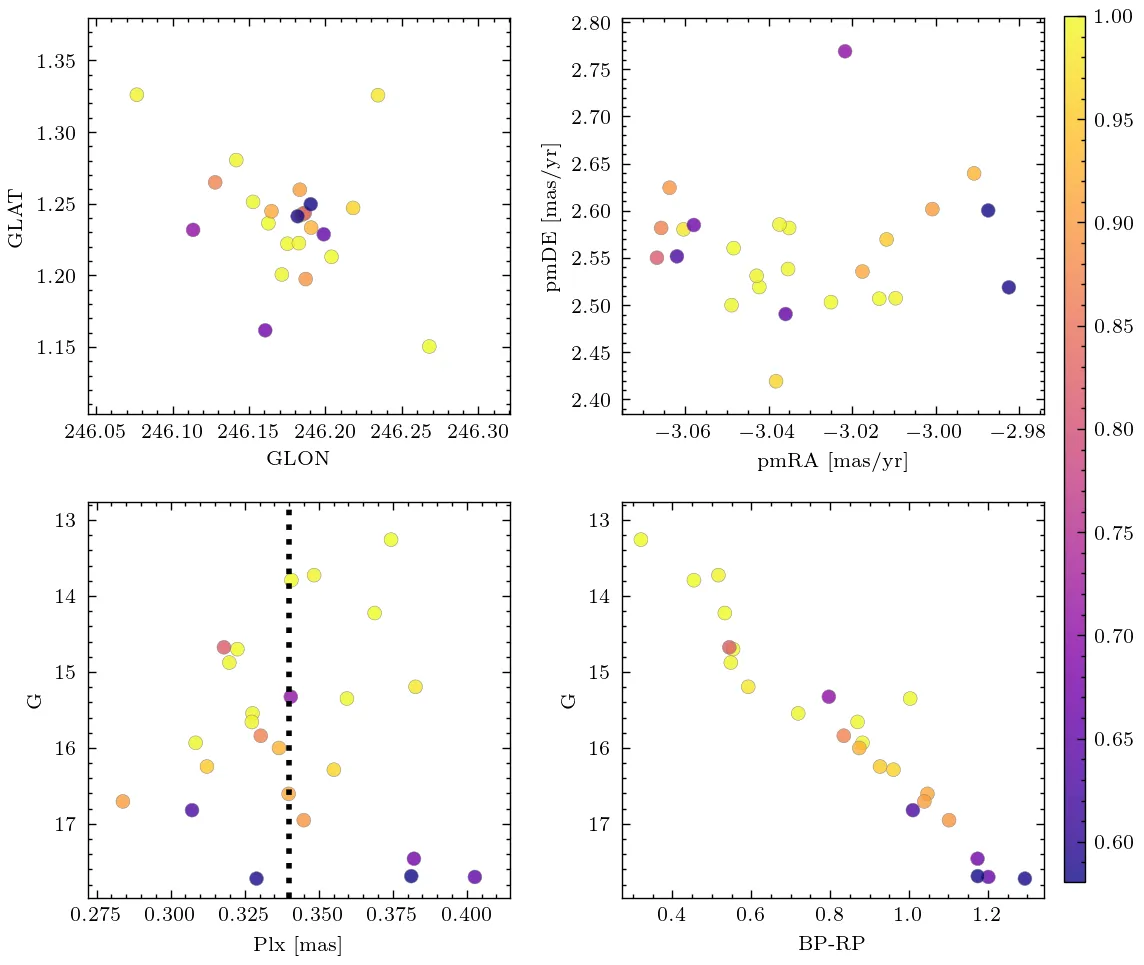 1.35
1.30
1.25
1.20
1.15
GLAT
246.05 246.10 246.15 246.20 246.25 246.30
GLON
2.80
2.75
2.70
2.65
2.60
2.55
2.50
2.45
2.40
pmDE [mas/yr]
−3.06 −3.04 −3.02 −3.00 −2.98
pmRA [mas/yr]
13
14
15
16
17
G
0.275 0.300 0.325 0.350 0.375 0.400
Plx [mas]
13
14
15
16
17
G
0.4 0.6 0.8 1.0 1.2
BP-RP
1.00
0.95
0.90
0.85
0.80
0.75
0.70
0.65
0.60